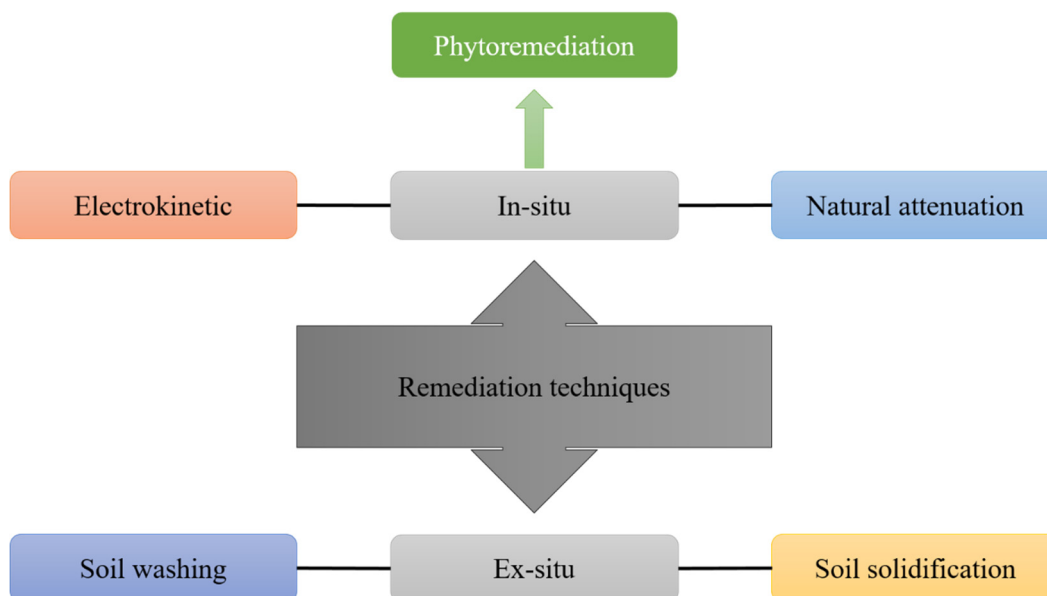 Phytoremediation
Electrokinetic
In-situ
Natural attenuation
Remediation techniques
Soil washing
Ex-situ
Soil solidification